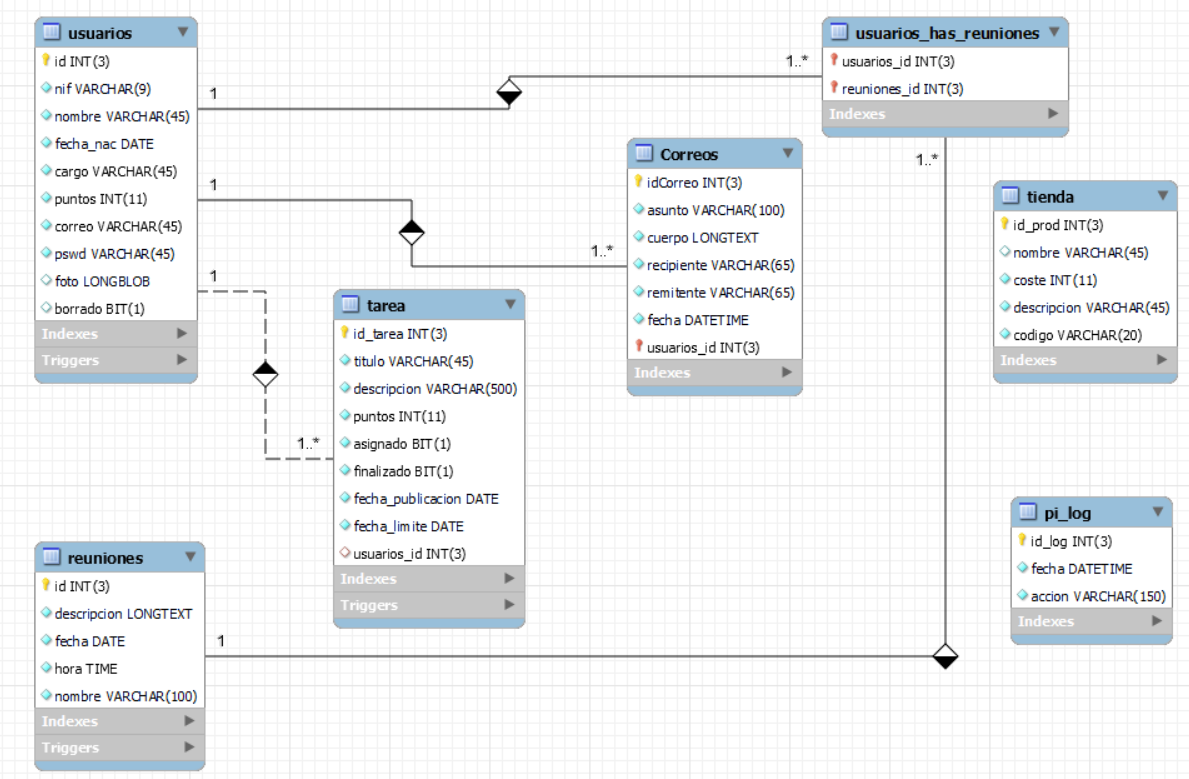 usuarios
id INT(3)
nif VARCHAR(9)
nombre VARCHAR(45)
fecha_nac DATE
cargo VARCHAR(45)
puntos INT(11)
correo VARCHAR(45)
pswd VARCHAR(45)
foto LONGBLOB
borrado BIT(1)
Indexes
Triggers
1
1..*
1
1..*
1
1..*
usuarios_has_reuniones
usuarios_id INT(3)
reuniones_id INT(3)
Indexes
1..*
Correos
idCorreo INT(3)
asunto VARCHAR(100)
cuerpo LONGTEXT
recipiente VARCHAR(65)
remitente VARCHAR(65)
fecha DATETIME
usuarios_id INT(3)
Indexes
tienda
id_prod INT(3)
nombre VARCHAR(45)
coste INT(11)
descripcion VARCHAR(45)
codigo VARCHAR(20)
Indexes
tarea
id_tarea INT(3)
titulo VARCHAR(45)
descripcion VARCHAR(500)
puntos INT(11)
asignado BIT(1)
finalizado BIT(1)
fecha_publicacion DATE
fecha_limite DATE
usuarios_id INT(3)
Indexes
Triggers
pi_log
id_log INT(3)
fecha DATETIME
accion VARCHAR(150)
Indexes
reuniones
id INT(3)
descripcion LONGTEXT
fecha DATE
hora TIME
nombre VARCHAR(100)
Indexes
Triggers
1